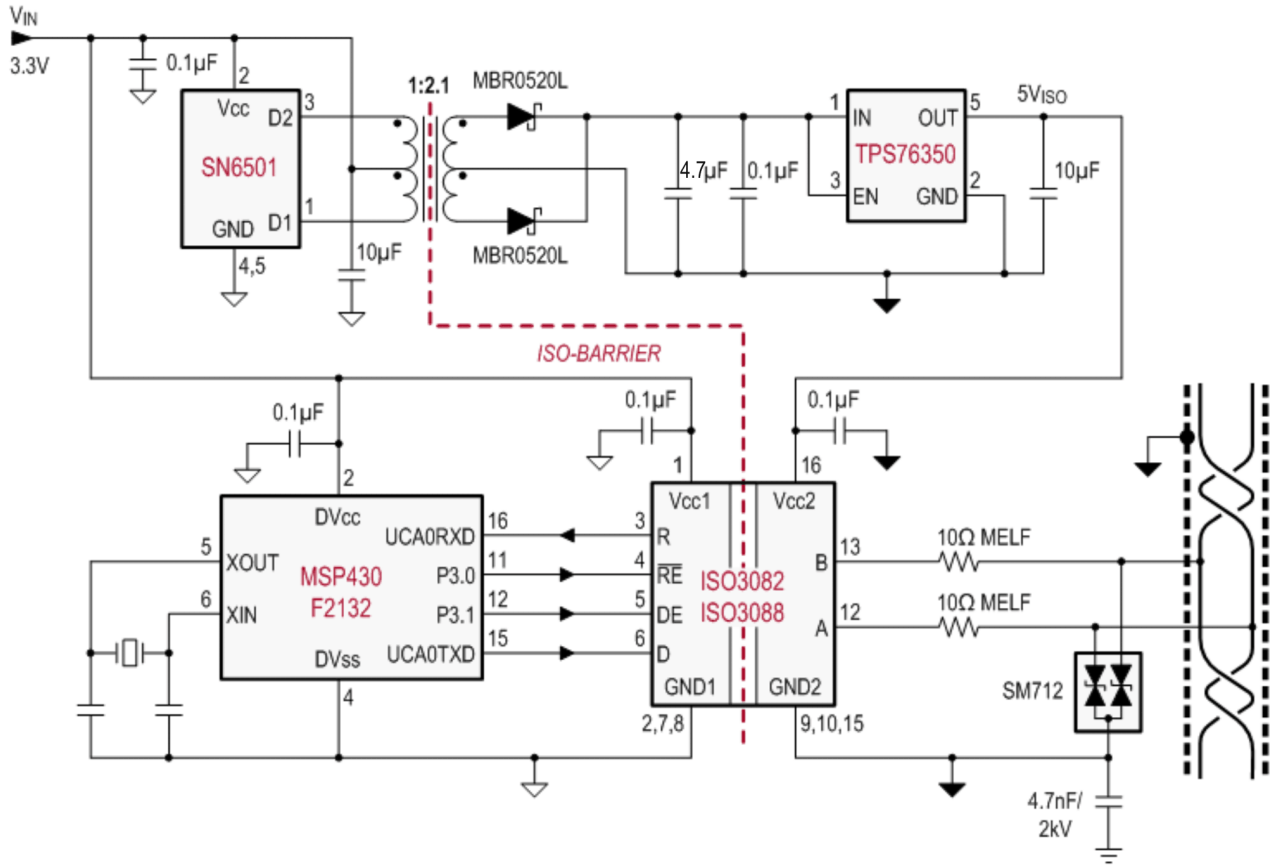 VIN
3.3V
0.1µF
2
Vcc
D2
3
SN6501
D1
1
GND
4,5
10µF
1:2.1
MBR0520L
MBR0520L
4.7µF
0.1µF
1
IN
OUT
5
TPS76350
3
EN
GND
2
5VISO
10µF
ISO-BARRIER
0.1µF
2
DVcc
5
XOUT
6
XIN
MSP430
F2132
UCA0RXD
16
P3.0
11
P3.1
12
UCA0TXD
15
DVss
4
0.1µF
1
Vcc1
3
R
4
RE
5
DE
6
D
GND1
2,7,8
ISO3082
ISO3088
0.1µF
16
Vcc2
B
13
A
12
GND2
9,10,15
10Ω MELF
10Ω MELF
SM712
4.7nF/
2kV